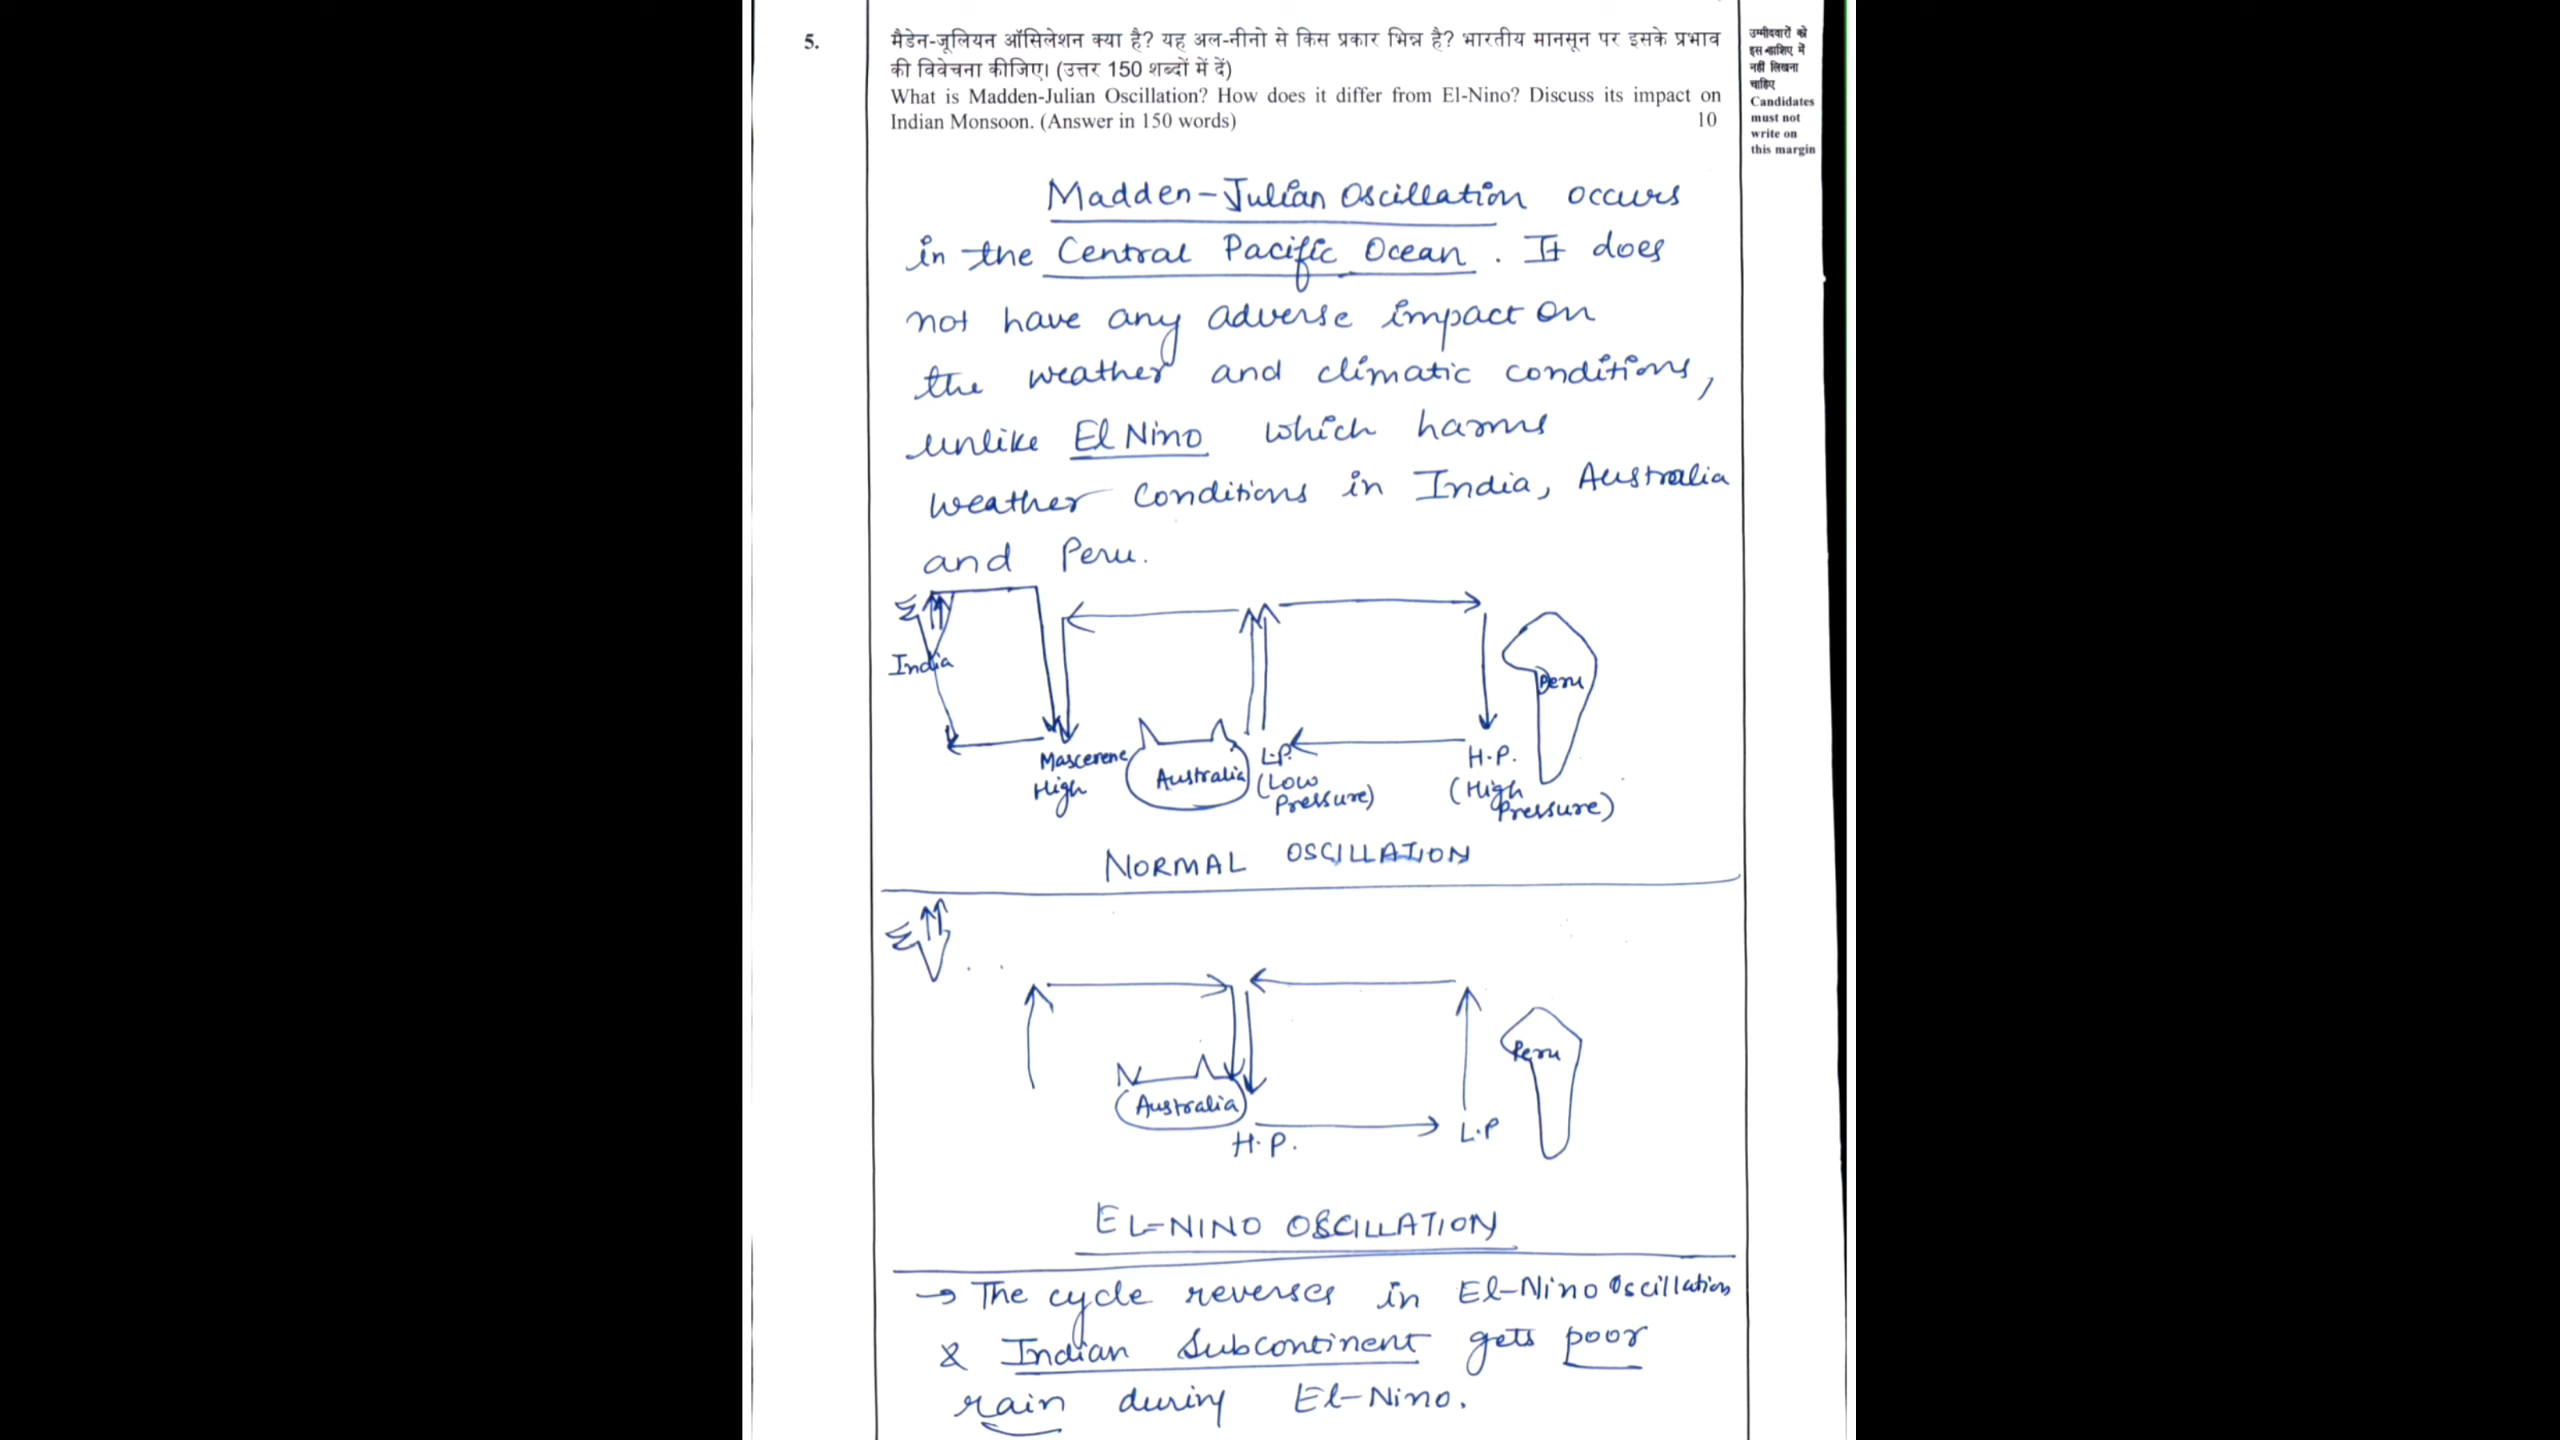 5.
मैडेन-जूलियन ऑसिलेशन क्या है? यह अल-नीनो से किस प्रकार भिन्न है? भारतीय मानसून पर इसके प्रभाव
की विवेचना कीजिए। (उत्तर 150 शब्दों में दें)
What is Madden-Julian Oscillation? How does it differ from El-Nino? Discuss its impact on
Indian Monsoon. (Answer in 150 words) 10
उम्मीदवारों को
इस हाशिए में
नहीं लिखना
चाहिए
Candidates
must not
write on
this margin
Madden-Julian Oscillation occurs
in the Central Pacific Ocean. It does
not have any adverse impact on
the weather and climatic conditions,
unlike El Nino which harms
weather conditions in India, Australia
and Peru.
India
Peru
Mascerene
High
Australia
L.P.
(Low
Pressure)
H.P.
(High
Pressure)
NORMAL OSCILLATION
Peru
Australia
H.P.
L.P
EL-NINO OSCILLATION
→ The cycle reverses in El-Nino Oscillation
& Indian Subcontinent gets poor
rain during El-Nino.